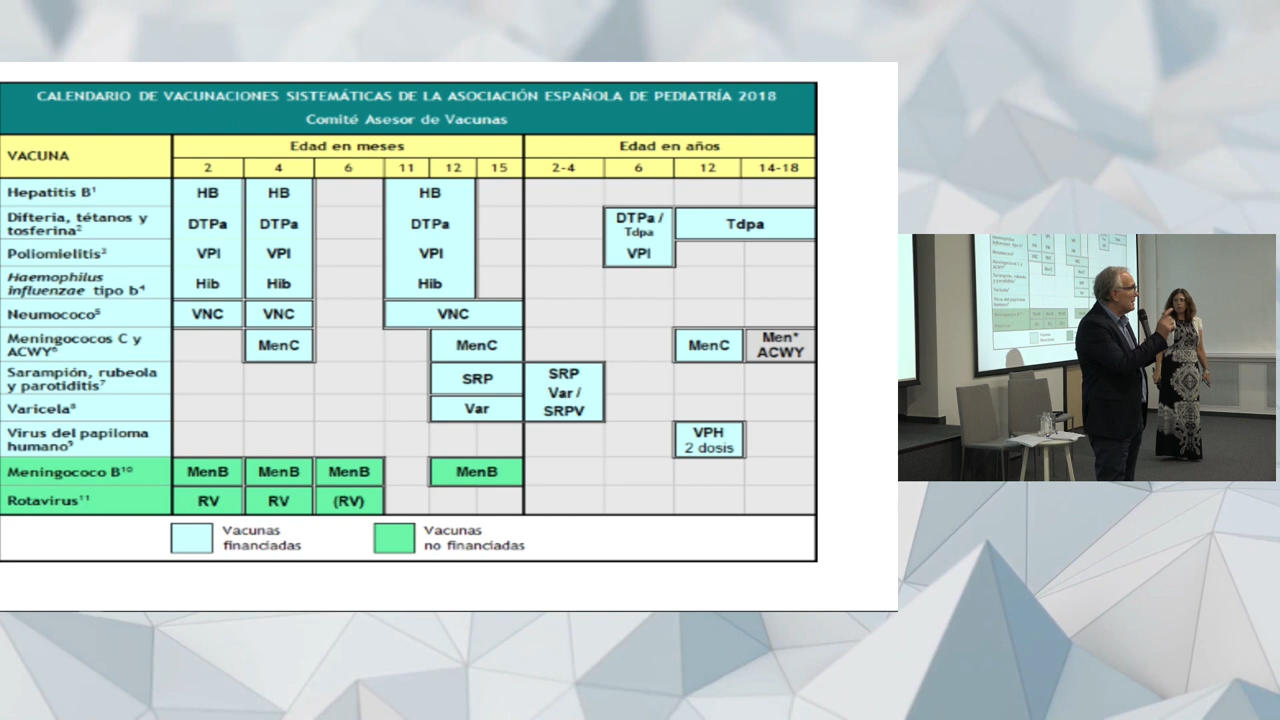 CALENDARIO DE VACUNACIONES SISTEMÁTICAS DE LA ASOCIACIÓN ESPAÑOLA DE PEDIATRÍA 2018
Comité Asesor de Vacunas
VACUNA
Edad en meses
Edad en años
2 4 6 11 12 15 2-4 6 12 14-18
Hepatitis B¹ HB HB HB
Difteria, tétanos y
tosferina² DTPa DTPa DTPa DTPa /
Tdpa Tdpa
Poliomielitis³ VPI VPI VPI VPI
Haemophilus
influenzae tipo b⁴ Hib Hib Hib
Neumococo⁵ VNC VNC VNC
Meningococos C y
ACWY⁶ MenC MenC MenC Men*
ACWY
Sarampión, rubeola
y parotiditis⁷ SRP SRP
Varicela⁸ Var Var /
SRPV
Virus del papiloma
humano⁹ VPH
2 dosis
Meningococo B¹⁰ MenB MenB MenB MenB
Rotavirus¹¹ RV RV (RV)
Vacunas
financiadas
Vacunas
no financiadas